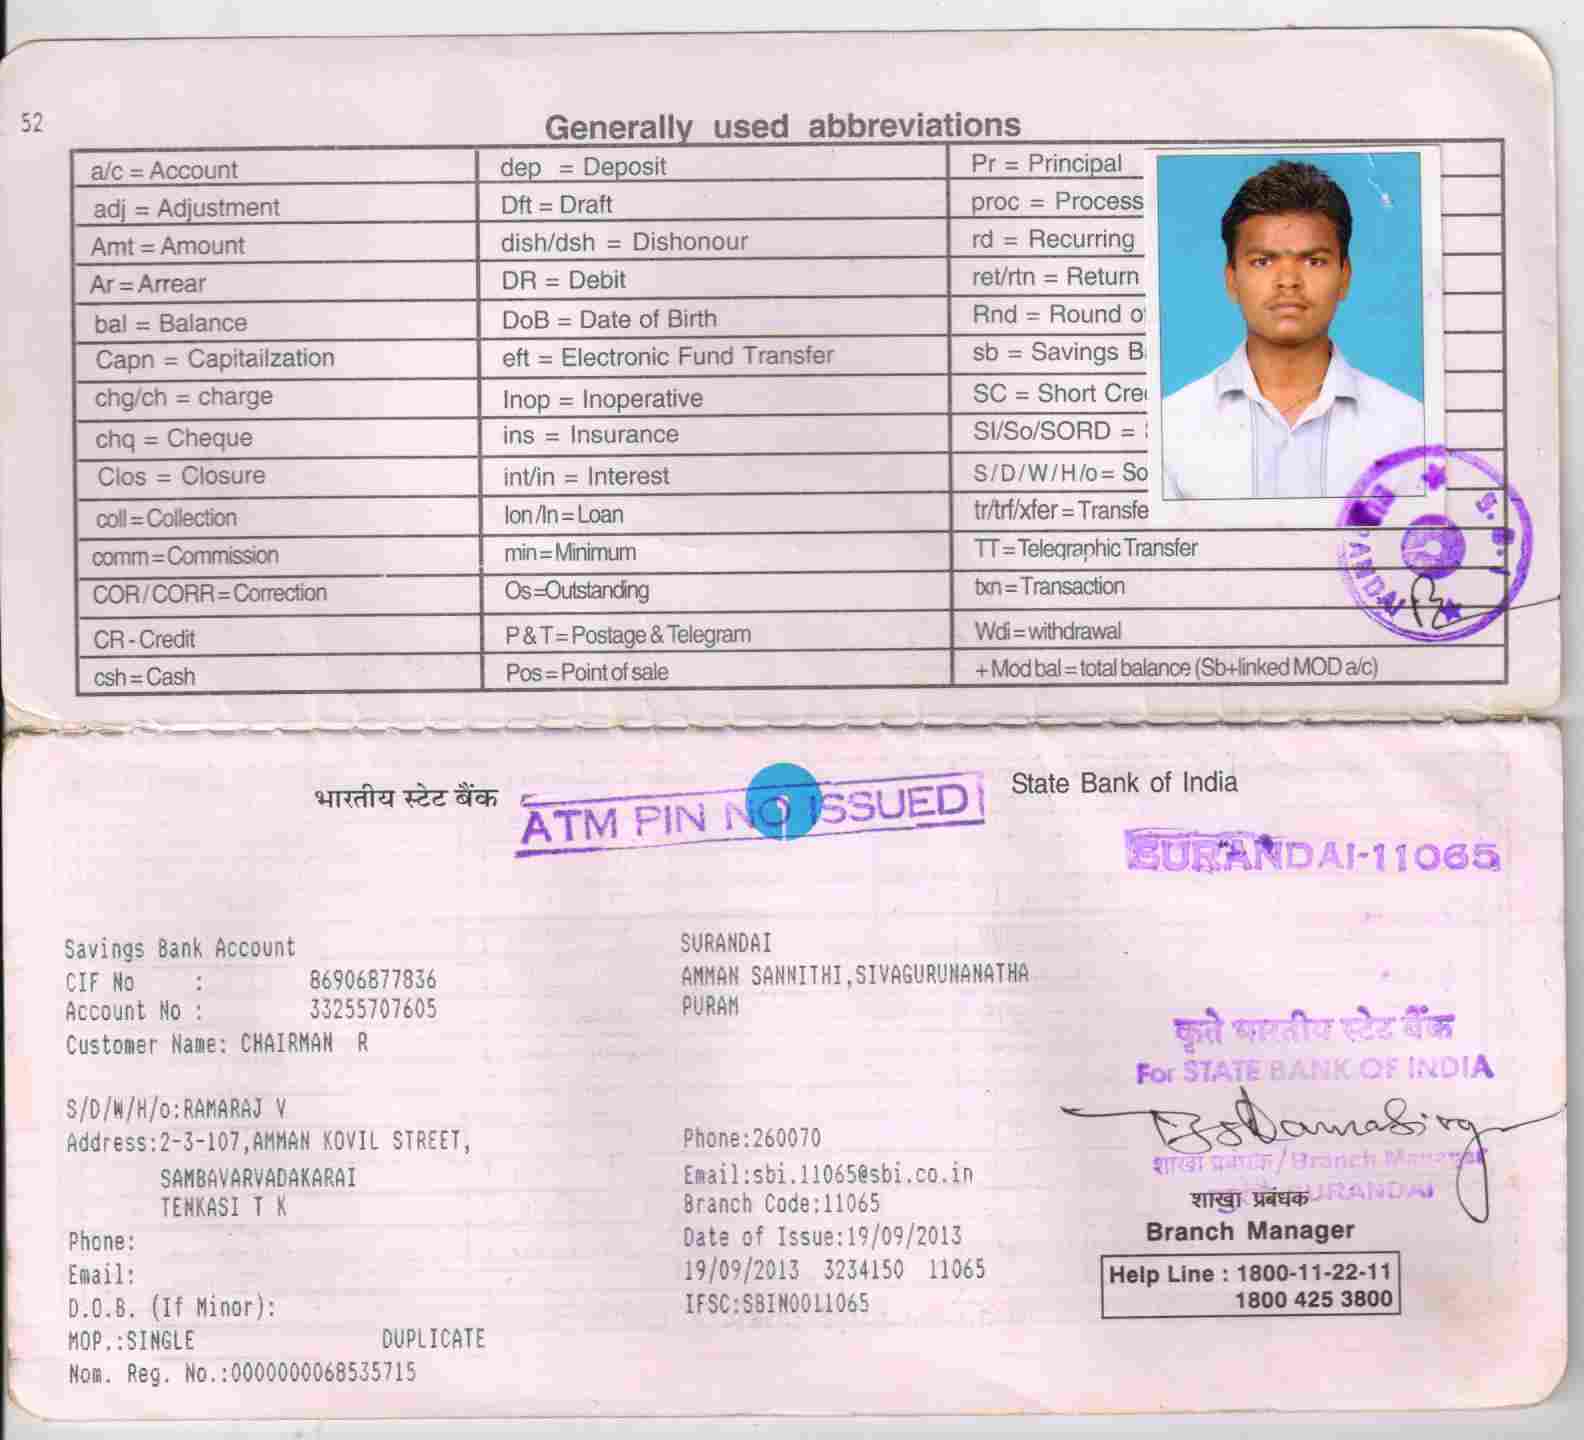 52
Generally used abbreviations
a/c = Account
adj = Adjustment
Amt = Amount
Ar = Arrear
bal = Balance
Capn = Capitailzation
chg/ch = charge
chq = Cheque
Clos = Closure
coll = Collection
comm = Commission
COR / CORR = Correction
CR - Credit
csh = Cash
dep = Deposit
Dft = Draft
dish/dsh = Dishonour
DR = Debit
DoB = Date of Birth
eft = Electronic Fund Transfer
Inop = Inoperative
ins = Insurance
int/in = Interest
lon /ln = Loan
min = Minimum
Os =Outstanding
P & T = Postage & Telegram
Pos = Point of sale
Pr = Principal
proc = Process
rd = Recurring
ret/rtn = Return
Rnd = Round
sb = Savings
SC = Short
SI/So/SORD =
S / D / W / H /o =
tr/trf/xfer =
TT = Telegraphic Transfer
txn = Transaction
Wdi = withdrawal
+ Mod bal = total balance (Sb+linked MOD a/c)
S.B.I
भारतीय स्टेट बैंक
ATM PIN NO ISSUED
State Bank of India
SURANDAI-11065
Savings Bank Account
CIF No : 86906877836
Account No : 33255707605
Customer Name: CHAIRMAN R
S/D/W/H/o:RAMARAJ V
Address:2-3-107,AMMAN KOVIL STREET,
SAMBAVARVADAKARAI
TENKASI T K
Phone:
Email:
D.O.B. (If Minor):
MOP.:SINGLE DUPLICATE
Nom. Reg. No.:0000000068535715
SURANDAI
AMMAN SANNITHI,SIVAGURUNANATHA
PURAM
Phone:260070
Email:sbi.11065@sbi.co.in
Branch Code:11065
Date of Issue:19/09/2013
19/09/2013 3234150 11065
IFSC:SBIN0011065
कृते भारतीय स्टेट बैंक
For STATE BANK OF INDIA
शाखा प्रबंधक / Branch Manager
SURANDAI
शाखा प्रबंधक
Branch Manager
Help Line : 1800-11-22-11
1800 425 3800